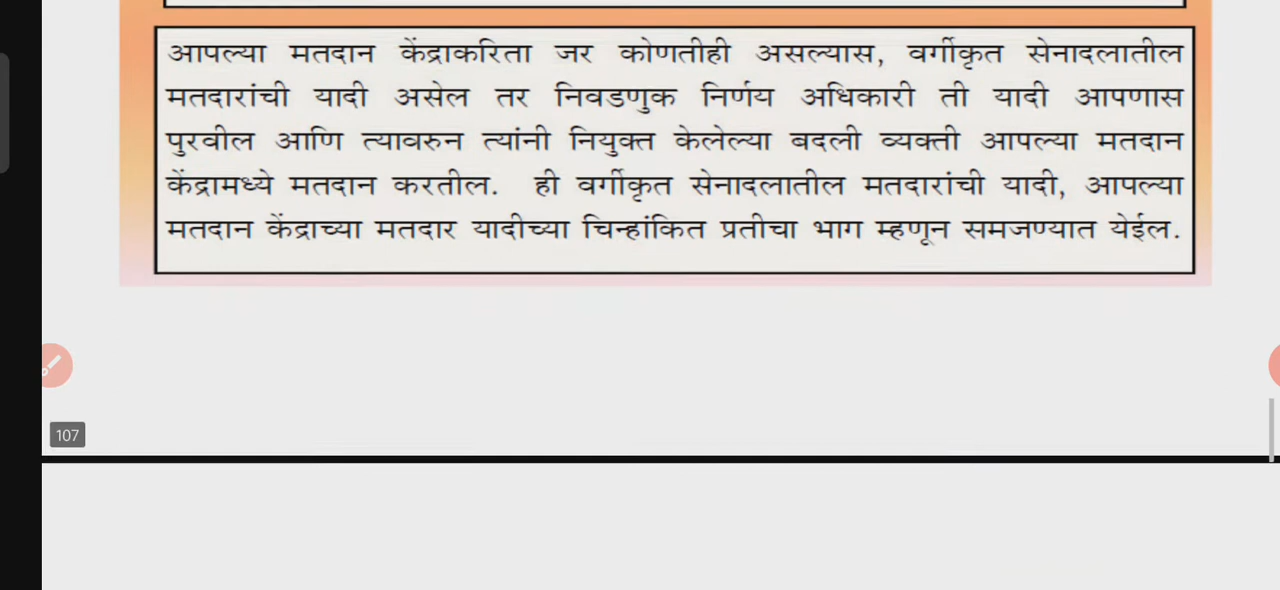 आपल्या मतदान केंद्राकरिता जर कोणतीही असल्यास, वर्गीकृत सेनादलातील
मतदारांची यादी असेल तर निवडणुक निर्णय अधिकारी ती यादी आपणास
पुरवील आणि त्यावरुन त्यांनी नियुक्त केलेल्या बदली व्यक्ती आपल्या मतदान
केंद्रामध्ये मतदान करतील. ही वर्गीकृत सेनादलातील मतदारांची यादी, आपल्या
मतदान केंद्राच्या मतदार यादीच्या चिन्हांकित प्रतीचा भाग म्हणून समजण्यात येईल.
107